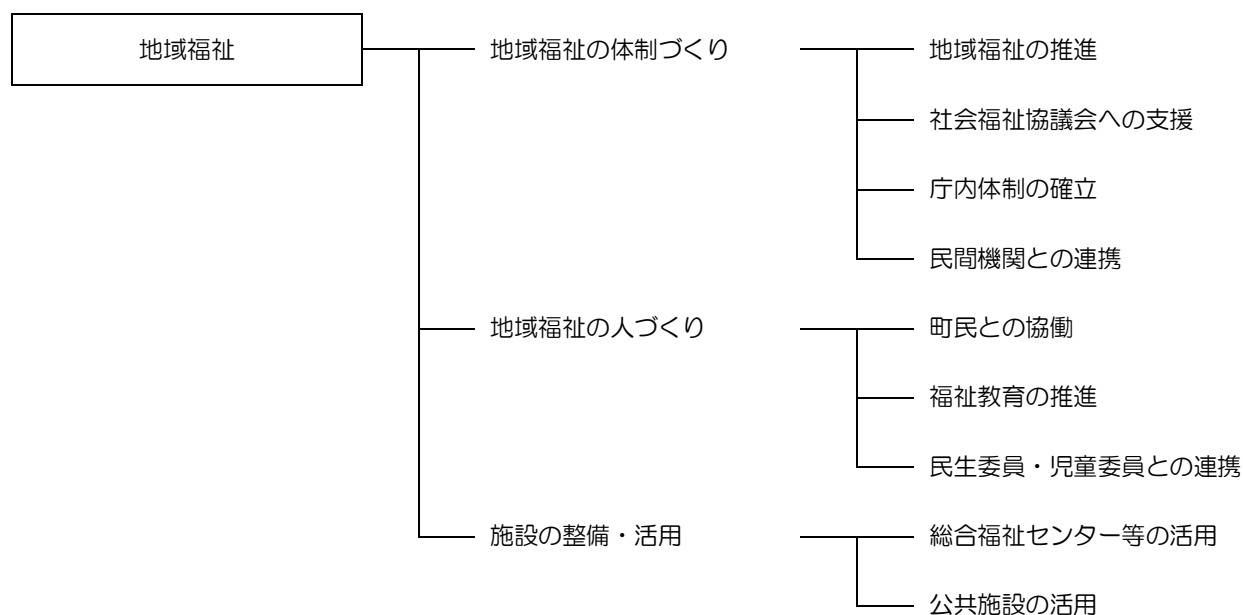 地域福祉
地域福祉の体制づくり
地域福祉の推進
社会福祉協議会への支援
庁内体制の確立
民間機関との連携
地域福祉の人づくり
町民との協働
福祉教育の推進
民生委員・児童委員との連携
施設の整備・活用
総合福祉センター等の活用
公共施設の活用